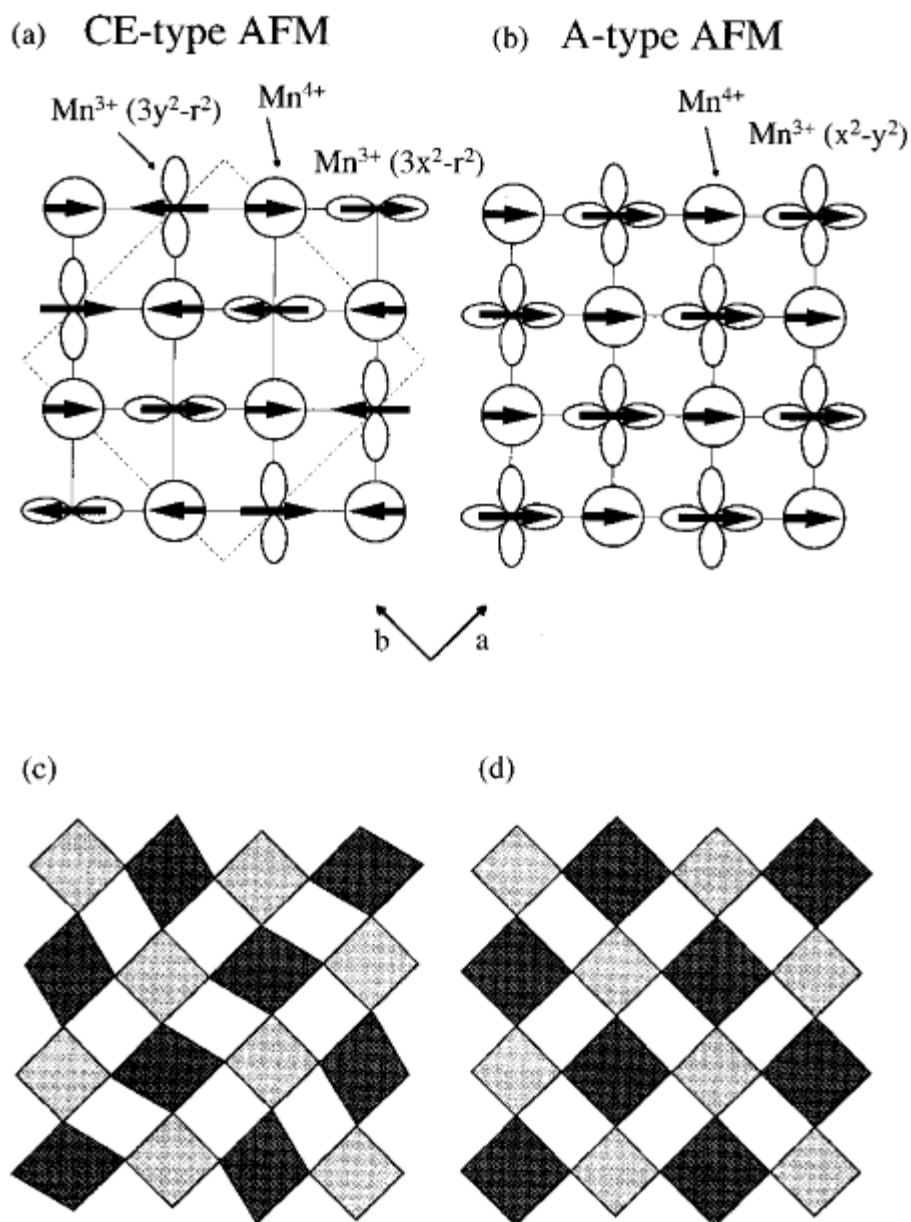 (a) CE-type AFM
(b) A-type AFM
Mn³⁺ (3y²-r²)
Mn⁴⁺
Mn³⁺ (3x²-r²)
Mn⁴⁺
Mn³⁺ (x²-y²)
b
a
(c)
(d)